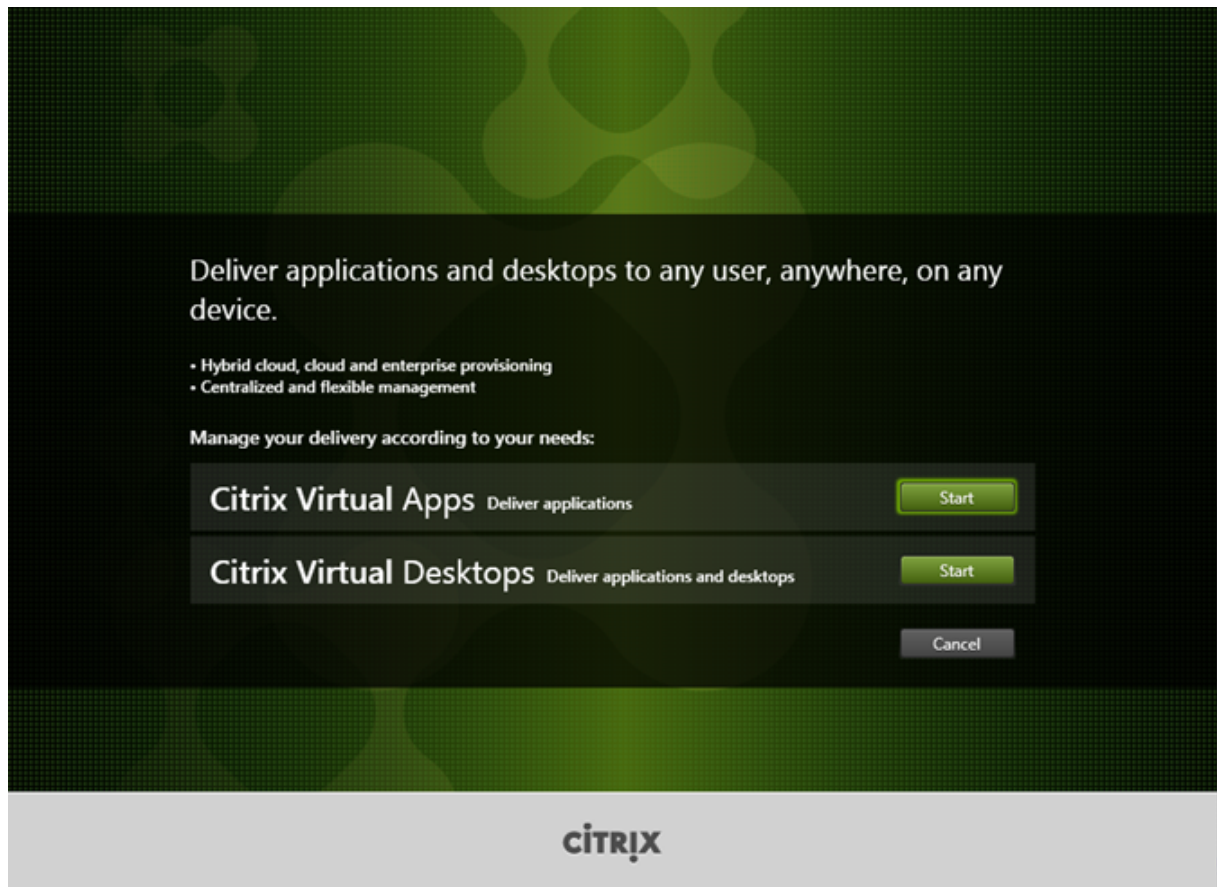 Deliver applications and desktops to any user, anywhere, on any
device.
• Hybrid cloud, cloud and enterprise provisioning
• Centralized and flexible management
Manage your delivery according to your needs:
Citrix Virtual Apps Deliver applications Start
Citrix Virtual Desktops Deliver applications and desktops Start
Cancel
CITRIX